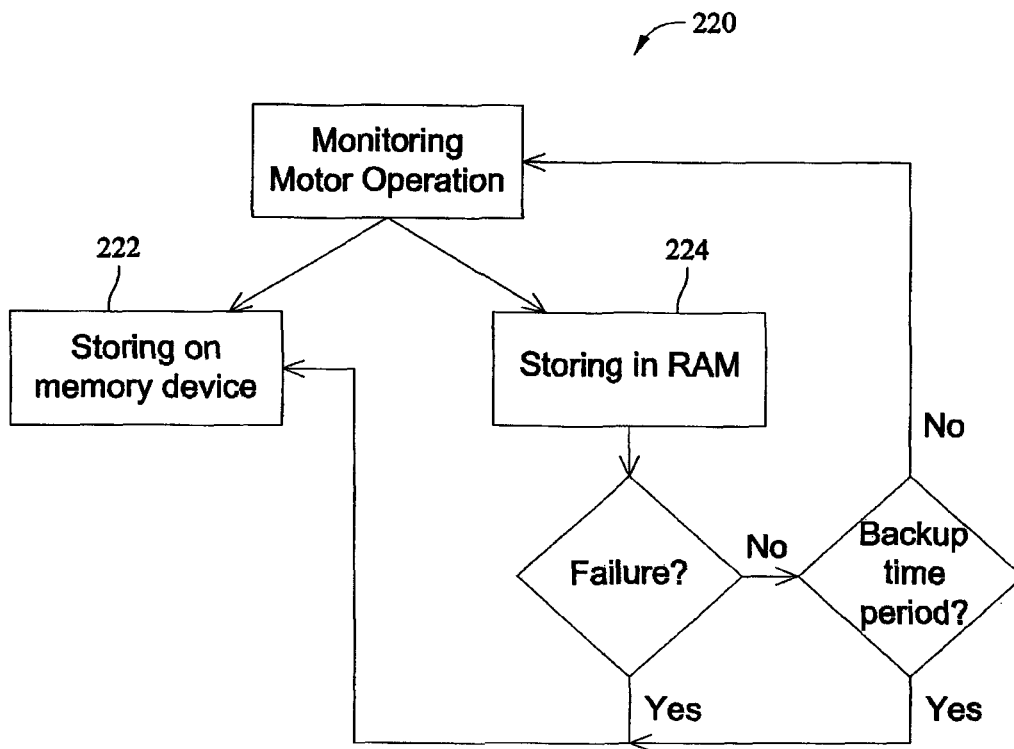 220
Monitoring
Motor Operation
222
224
Storing on
memory device
Storing in RAM
No
Failure?
No
Backup
time
period?
Yes
Yes